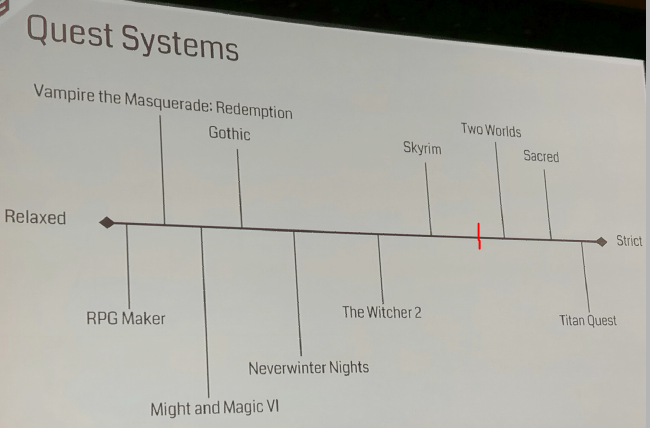 Quest Systems
Vampire the Masquerade: Redemption
Gothic
Skyrim
Two Worlds
Sacred
Relaxed
Strict
RPG Maker
Might and Magic VI
Neverwinter Nights
The Witcher 2
Titan Quest